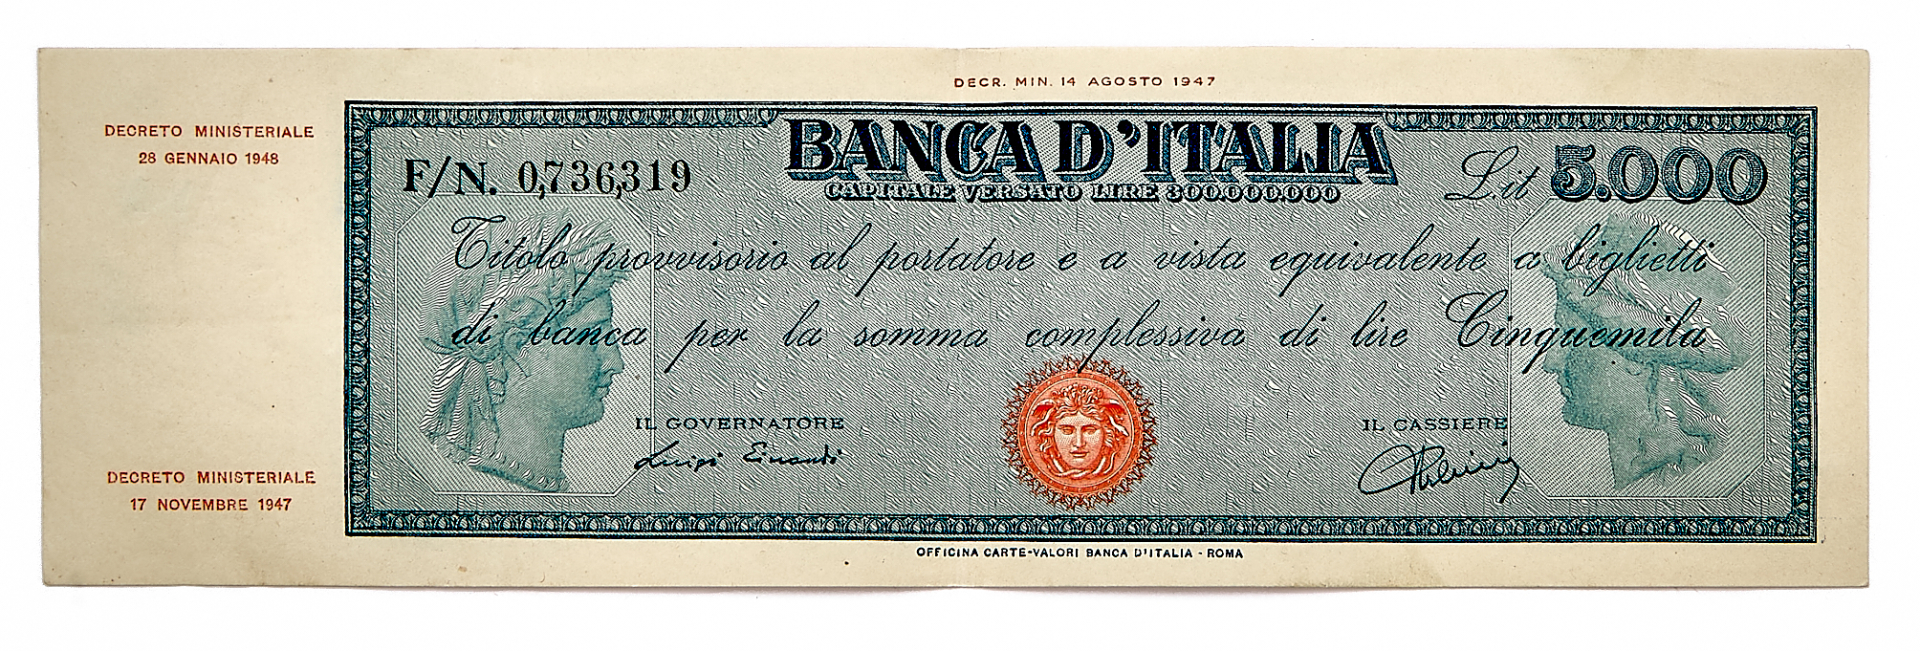 DECR. MIN. 14 AGOSTO 1947
DECRETO MINISTERIALE
28 GENNAIO 1948
BANCA D'ITALIA
CAPITALE VERSATO LIRE 300.000.000
F/N. 0,736,319
L.it 5.000
Titolo provvisorio al portatore e a vista equivalente a biglietti
di banca per la somma complessiva di lire Cinquemila
IL GOVERNATORE
Luigi Einaudi
IL CASSIERE
DECRETO MINISTERIALE
17 NOVEMBRE 1947
OFFICINA CARTE-VALORI BANCA D'ITALIA - ROMA